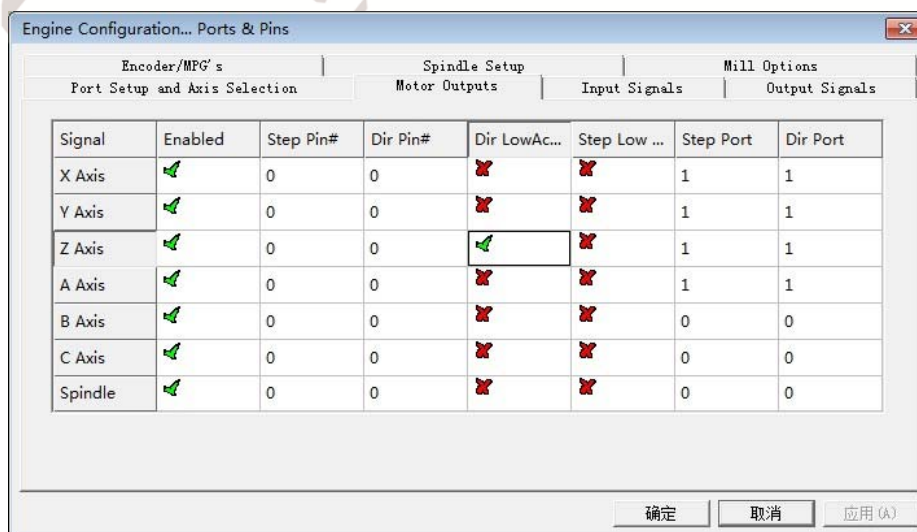 Engine Configuration... Ports & Pins
Encoder/MPG's Spindle Setup Mill Options
Port Setup and Axis Selection Motor Outputs Input Signals Output Signals
Signal Enabled Step Pin# Dir Pin# Dir LowAc... Step Low ... Step Port Dir Port
X Axis 0 0 1 1
Y Axis 0 0 1 1
Z Axis 0 0 1 1
A Axis 0 0 1 1
B Axis 0 0 0 0
C Axis 0 0 0 0
Spindle 0 0 0 0
确定 取消 应用(A)